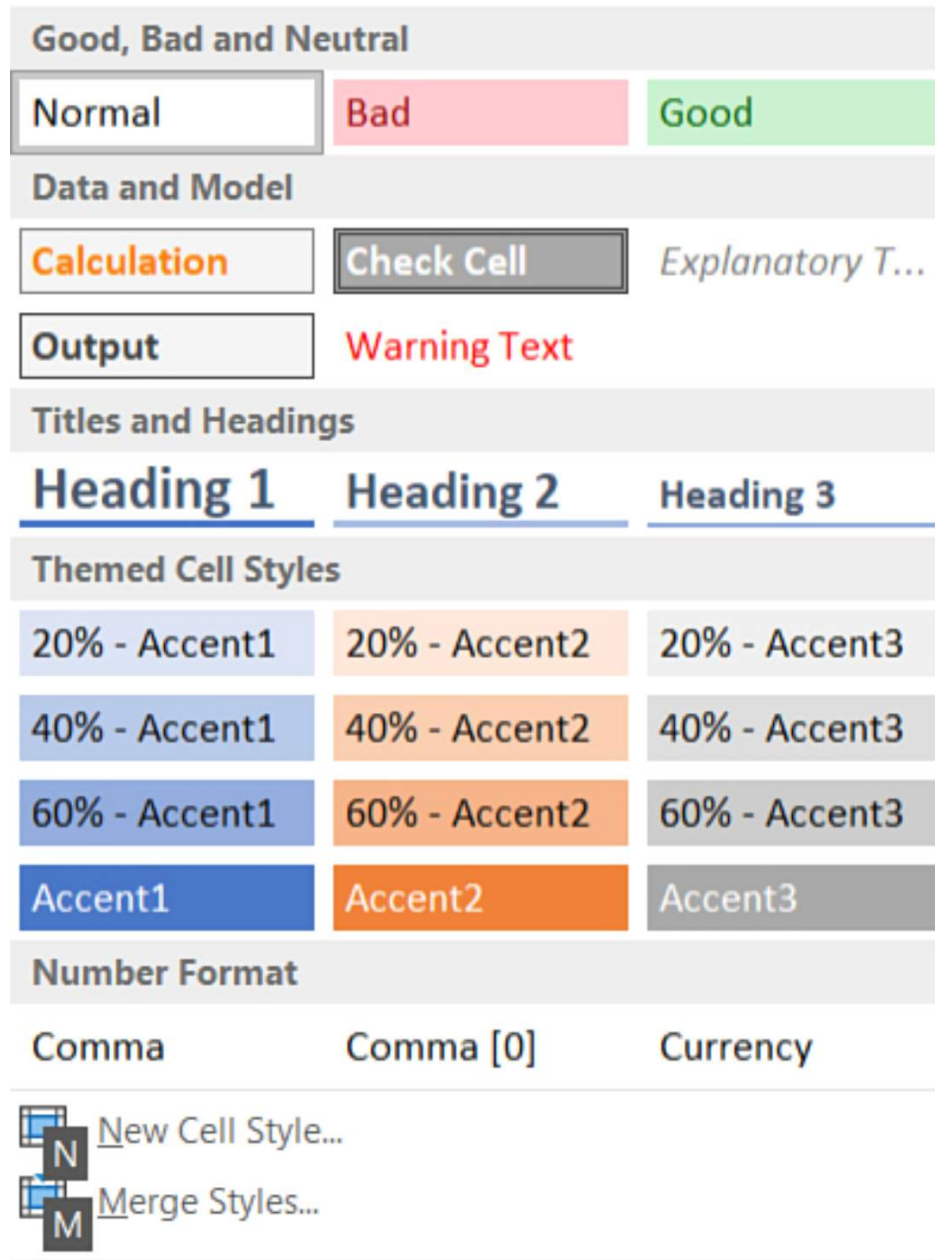 Good, Bad and Neutral
Normal Bad Good
Data and Model
Calculation Check Cell Explanatory T...
Output Warning Text
Titles and Headings
Heading 1 Heading 2 Heading 3
Themed Cell Styles
20% - Accent1 20% - Accent2 20% - Accent3
40% - Accent1 40% - Accent2 40% - Accent3
60% - Accent1 60% - Accent2 60% - Accent3
Accent1 Accent2 Accent3
Number Format
Comma Comma [0] Currency
N New Cell Style...
M Merge Styles...